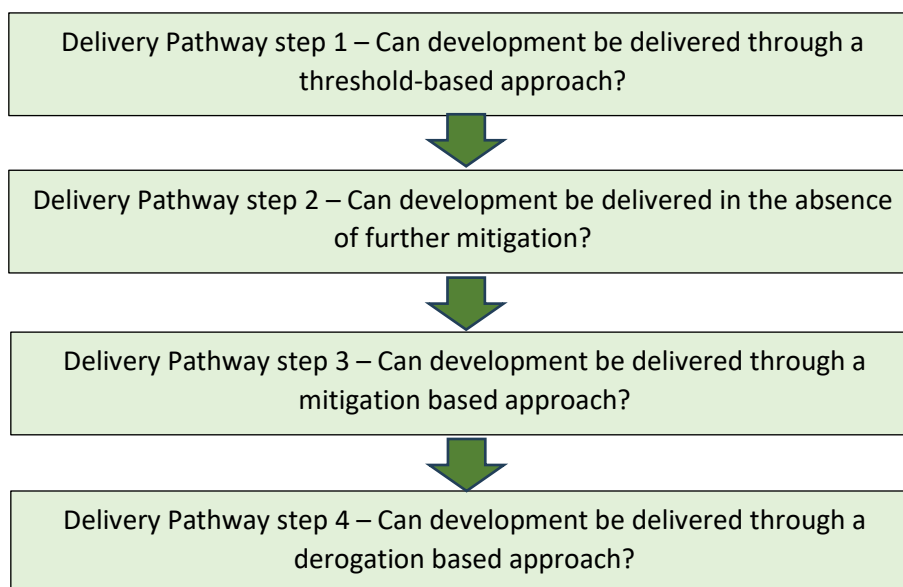 Delivery Pathway step 1 – Can development be delivered through a
threshold-based approach?
Delivery Pathway step 2 – Can development be delivered in the absence
of further mitigation?
Delivery Pathway step 3 – Can development be delivered through a
mitigation based approach?
Delivery Pathway step 4 – Can development be delivered through a
derogation based approach?